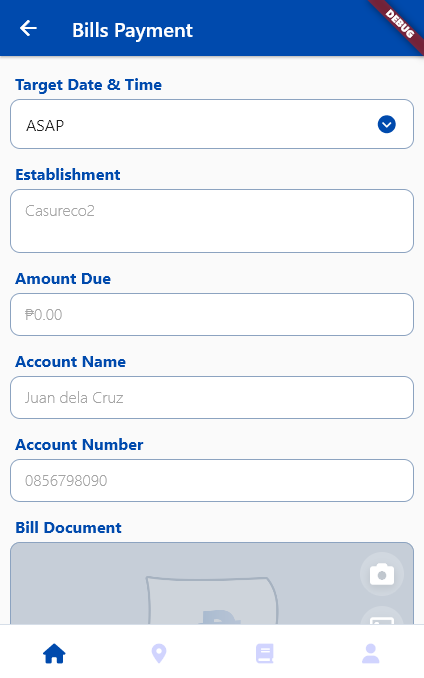 Bills Payment
DEBUG
Target Date & Time
ASAP
Establishment
Casureco2
Amount Due
₱0.00
Account Name
Juan dela Cruz
Account Number
0856798090
Bill Document